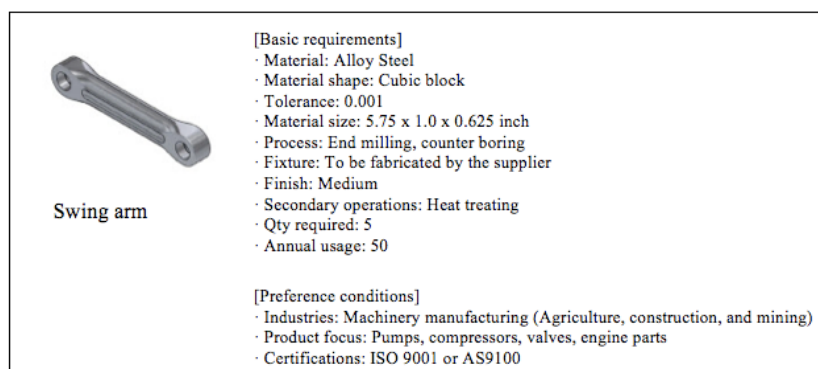 [Basic requirements]
· Material: Alloy Steel
· Material shape: Cubic block
· Tolerance: 0.001
· Material size: 5.75 x 1.0 x 0.625 inch
· Process: End milling, counter boring
· Fixture: To be fabricated by the supplier
· Finish: Medium
Swing arm
· Secondary operations: Heat treating
· Qty required: 5
· Annual usage: 50
[Preference conditions]
· Industries: Machinery manufacturing (Agriculture, construction, and mining)
· Product focus: Pumps, compressors, valves, engine parts
· Certifications: ISO 9001 or AS9100